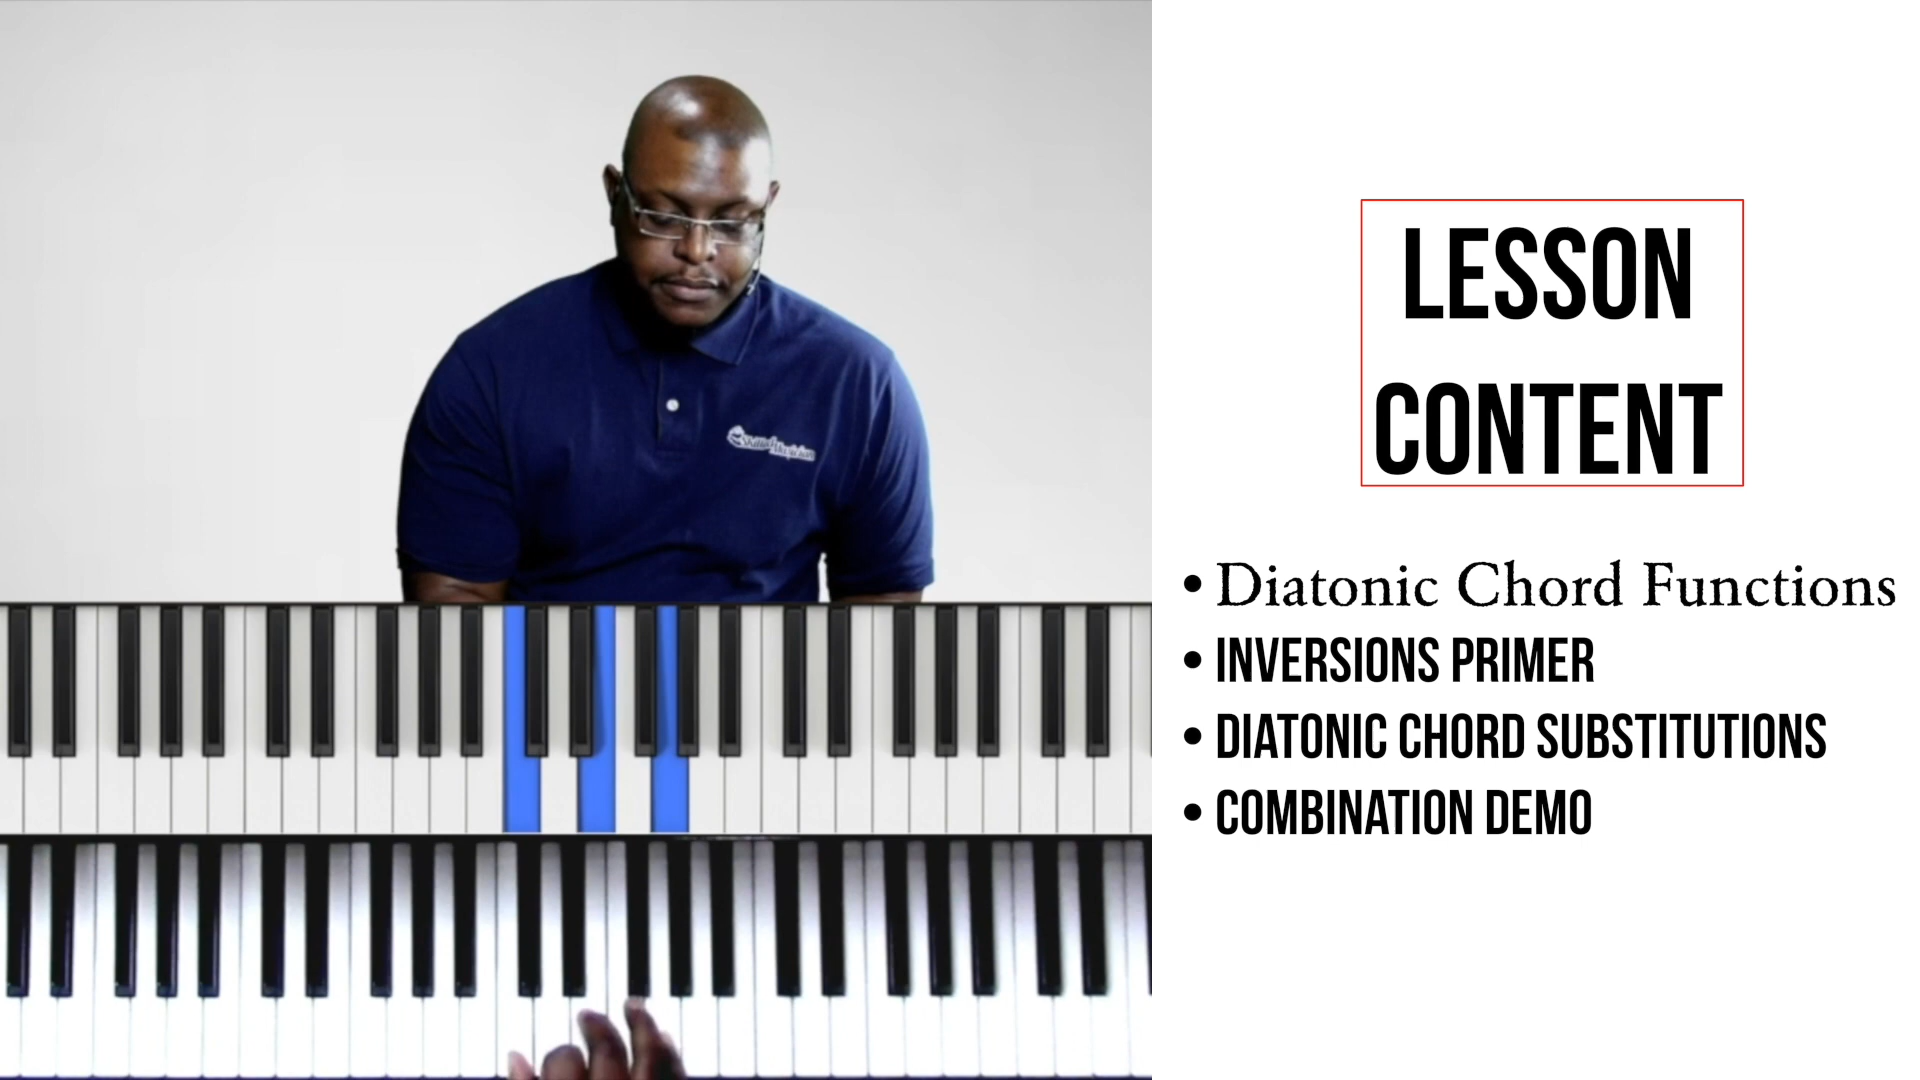 LESSON
CONTENT
• Diatonic Chord Functions
• INVERSIONS PRIMER
• DIATONIC CHORD SUBSTITUTIONS
• COMBINATION DEMO